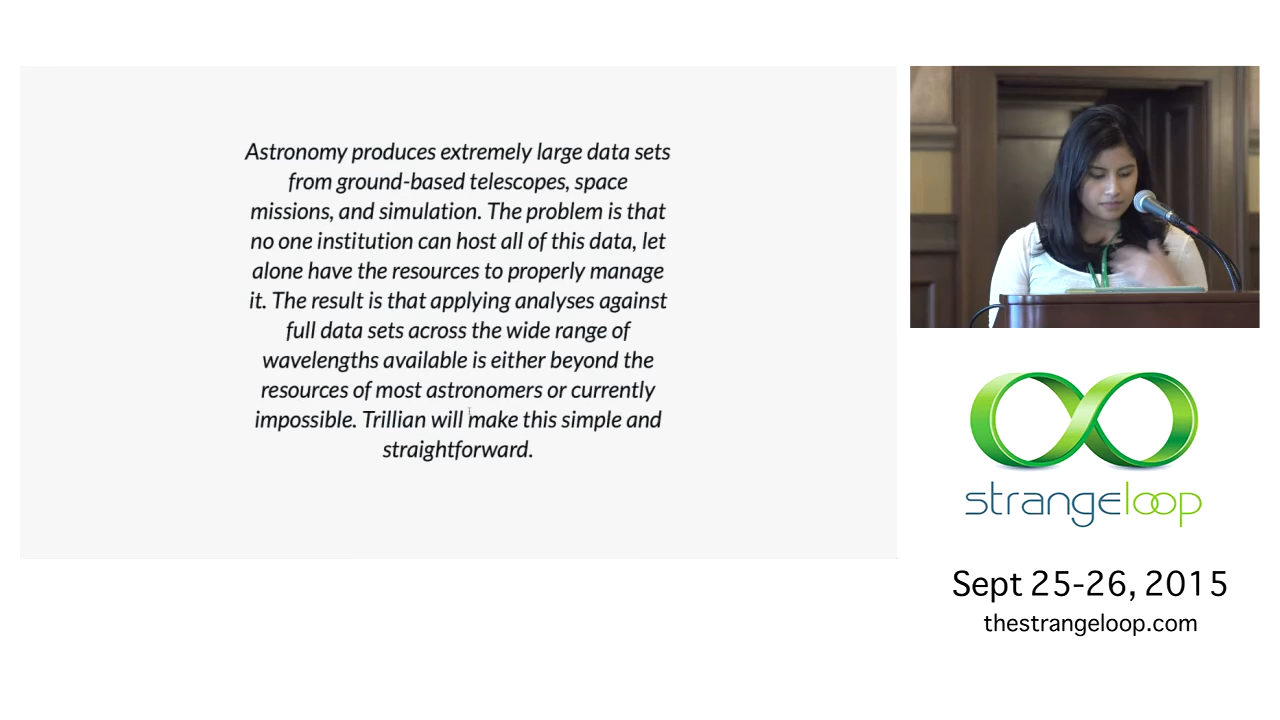 Astronomy produces extremely large data sets
from ground-based telescopes, space
missions, and simulation. The problem is that
no one institution can host all of this data, let
alone have the resources to properly manage
it. The result is that applying analyses against
full data sets across the wide range of
wavelengths available is either beyond the
resources of most astronomers or currently
impossible. Trillian will make this simple and
straightforward.
strangeloop
Sept 25-26, 2015
thestrangeloop.com